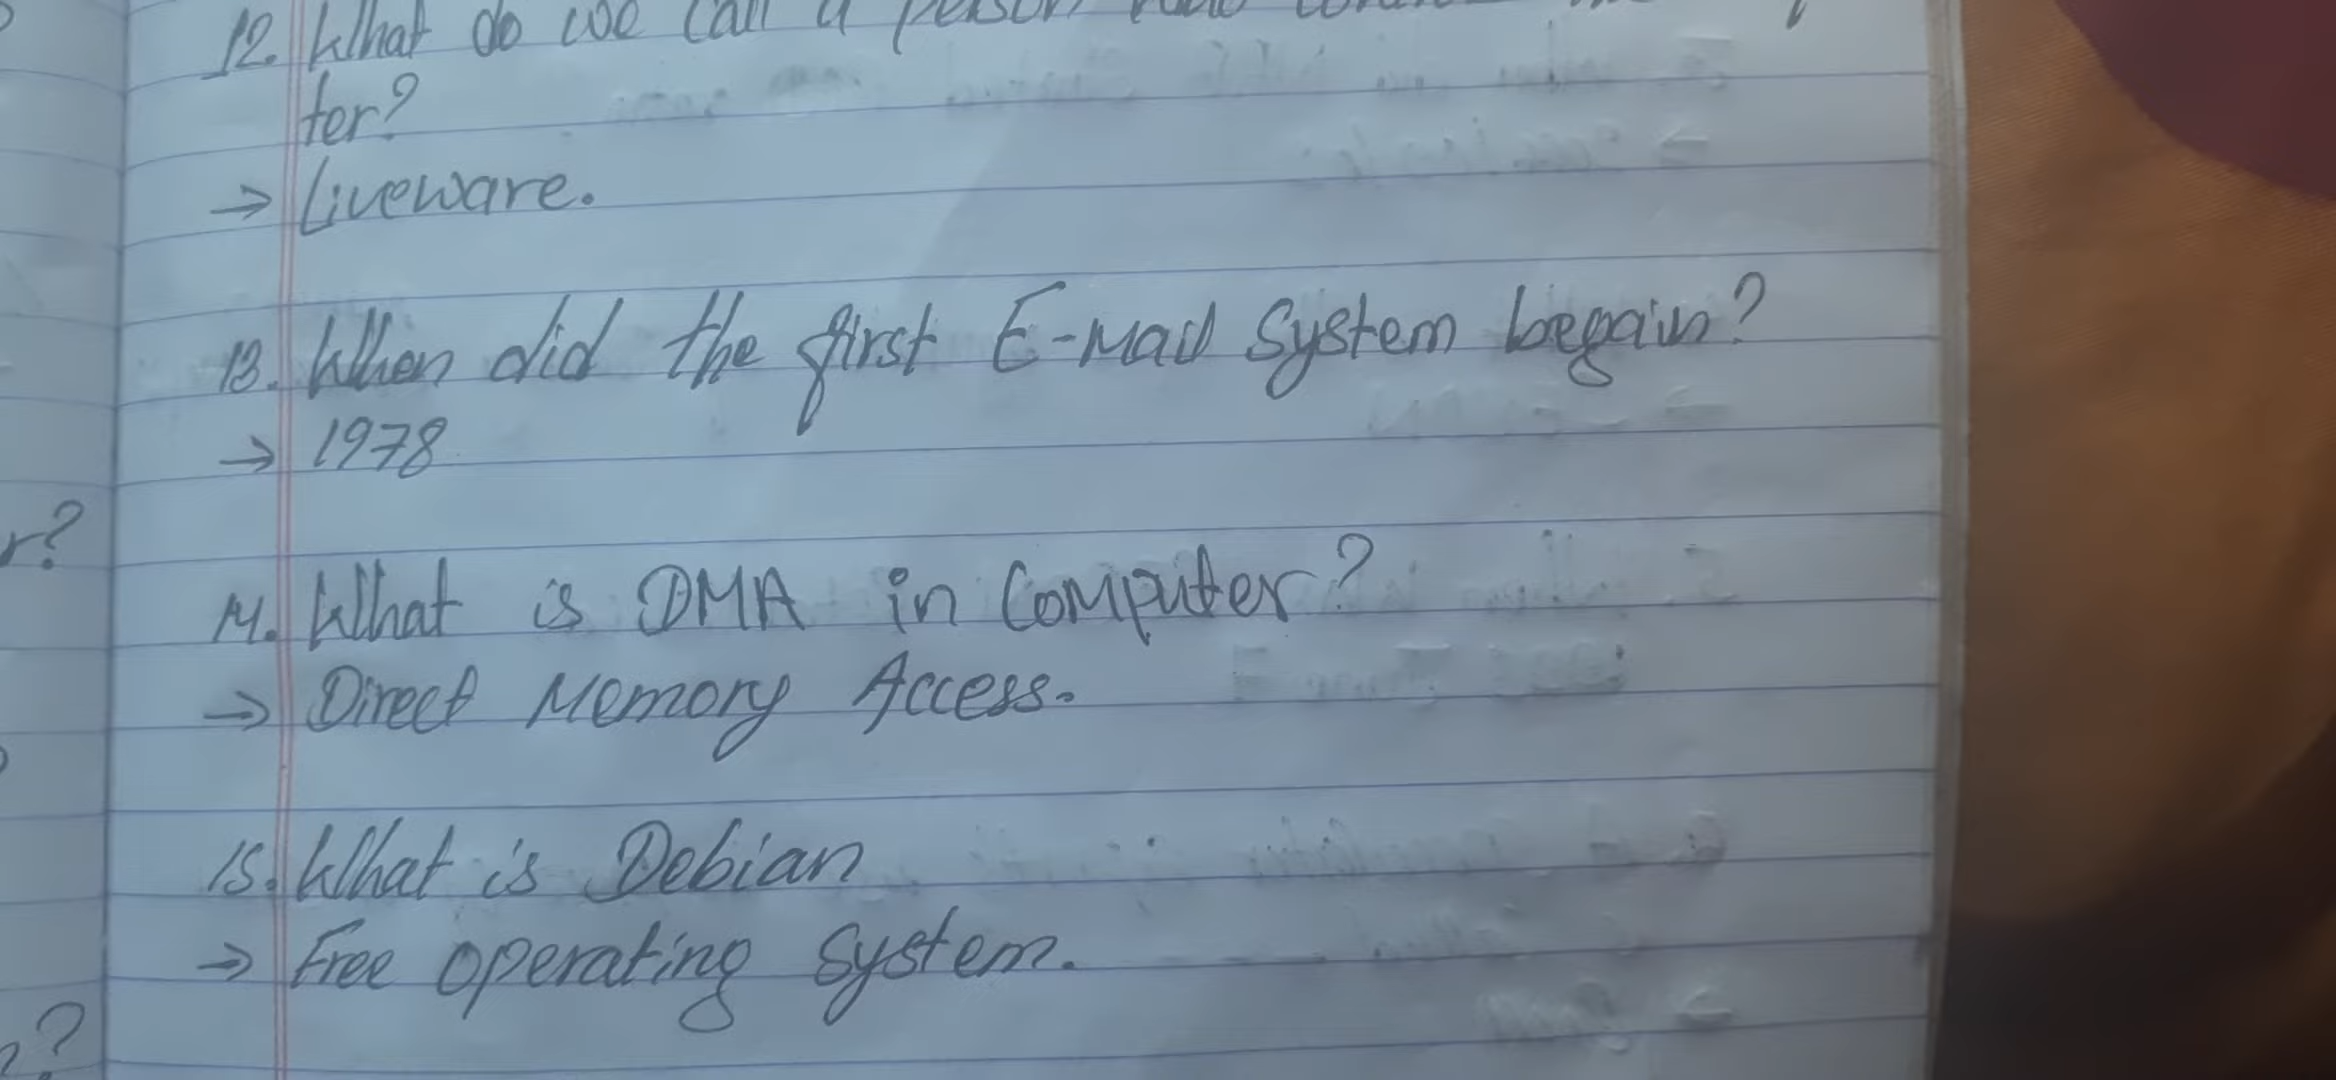 12. What do we call a person
ter?
→ Liveware.
13. When did the first E-Mail System begain?
→ 1978
r?
14. What is DMA in Computer?
→ Direct Memory Access.
15. What is Debian
→ Free operating System.
?